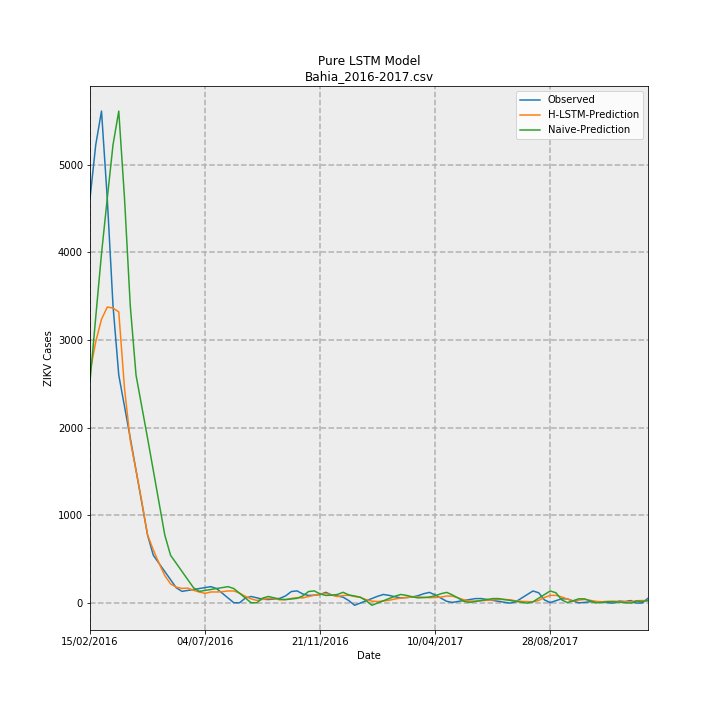 Pure LSTM Model
Bahia_2016-2017.csv
Observed
H-LSTM-Prediction
Naive-Prediction
ZIKV Cases
5000
4000
3000
2000
1000
0
15/02/2016 04/07/2016 21/11/2016 10/04/2017 28/08/2017
Date